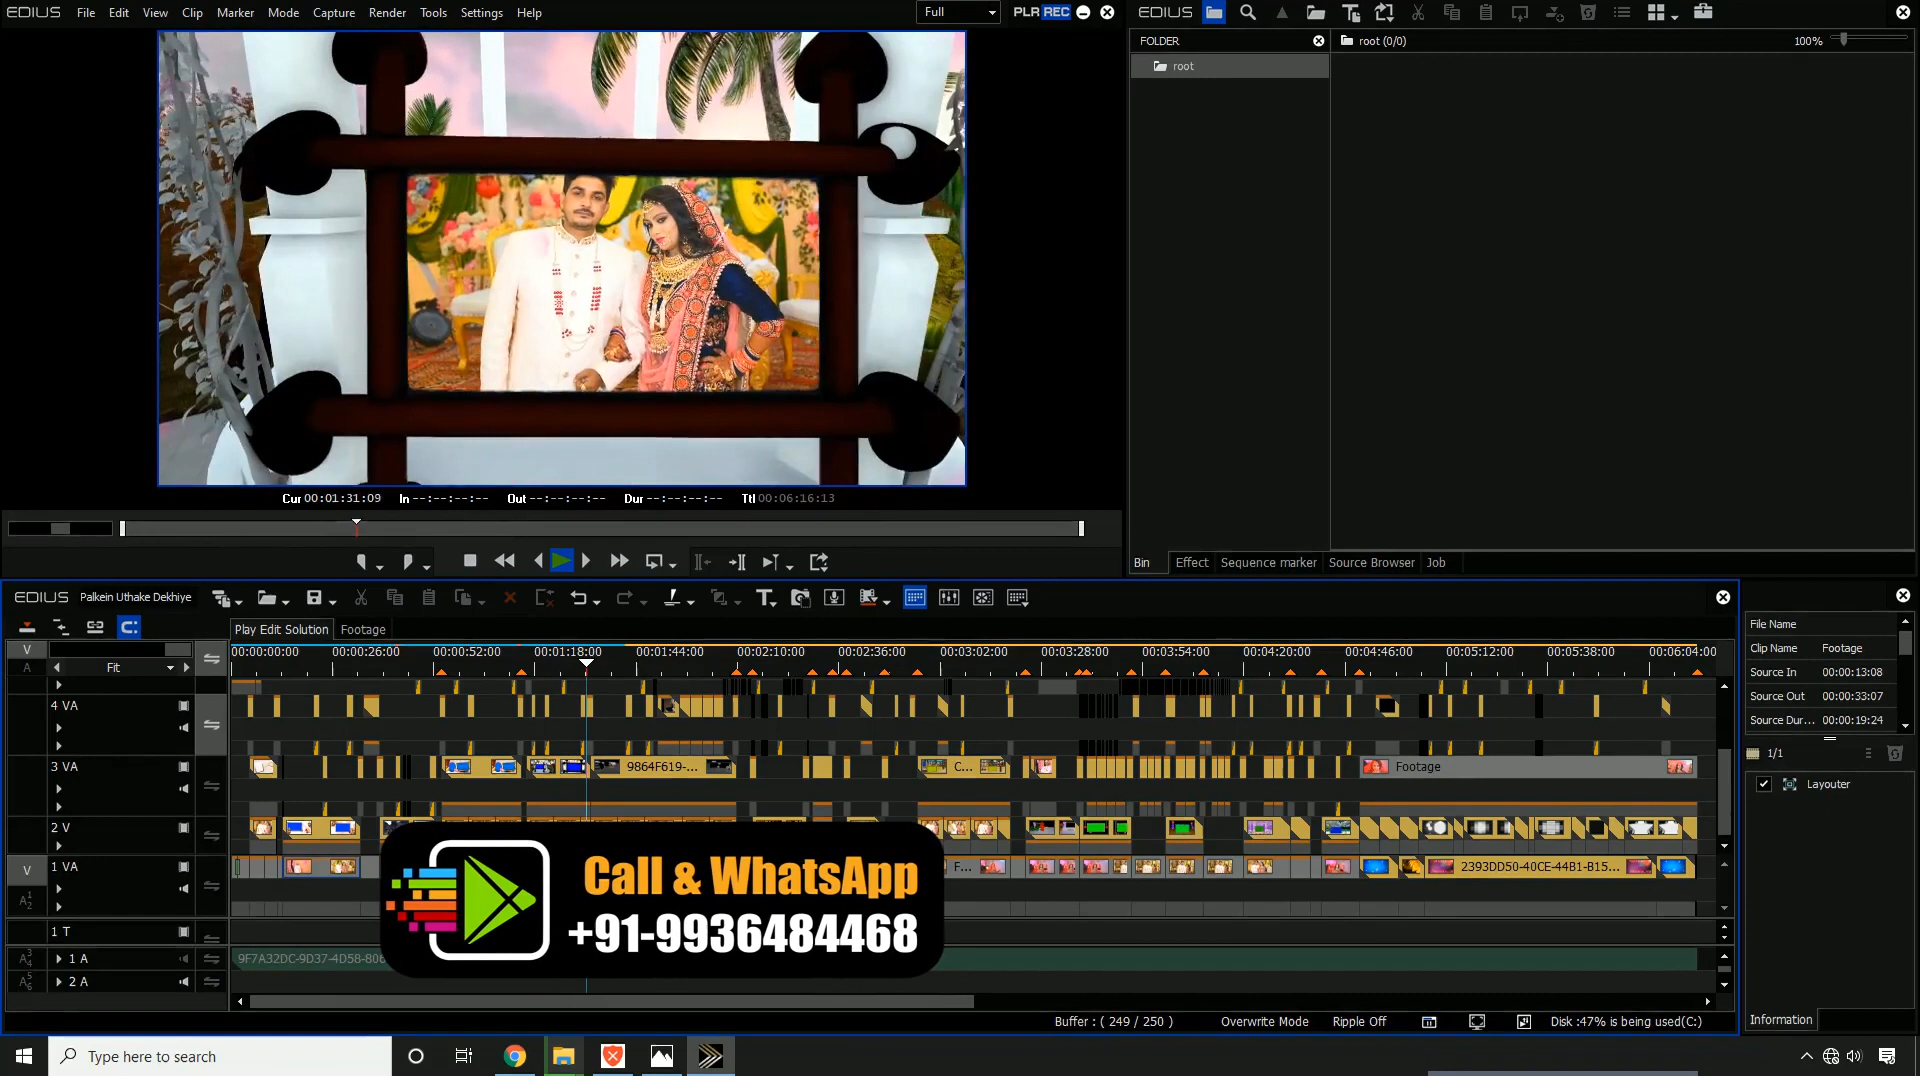 EDIUS File Edit View Clip Marker Mode Capture Render Tools Settings Help Full PLR REC
EDIUS
FOLDER root (0/0) 100%
root
Cur 00:01:31:09 In --:--:--:-- Out --:--:--:-- Dur --:--:--:-- Ttl 00:06:16:13
Bin Effect Sequence marker Source Browser Job
EDIUS Palkein Uthake Dekhiye
Play Edit Solution Footage
V
A Fit
00:00:00:00 00:00:26:00 00:00:52:00 00:01:18:00 00:01:44:00 00:02:10:00 00:02:36:00 00:03:02:00 00:03:28:00 00:03:54:00 00:04:20:00 00:04:46:00 00:05:12:00 00:05:38:00 00:06:04:00
File Name
Clip Name Footage
Source In 00:00:13:08
Source Out 00:00:33:07
Source Dur... 00:00:19:24
1/1
Layouter
4 VA
3 VA 9864F619-... C... Footage
2 V
V 1 VA F... 2393DD50-40CE-44B1-B15...
A 1 2
1 T
A 3 4 1 A 9F7A32DC-9D37-4D58-80
A 5 6 2 A
Call & WhatsApp
+91-9936484468
Buffer : ( 249 / 250 ) Overwrite Mode Ripple Off Disk :47% is being used(C:)
Information
Type here to search